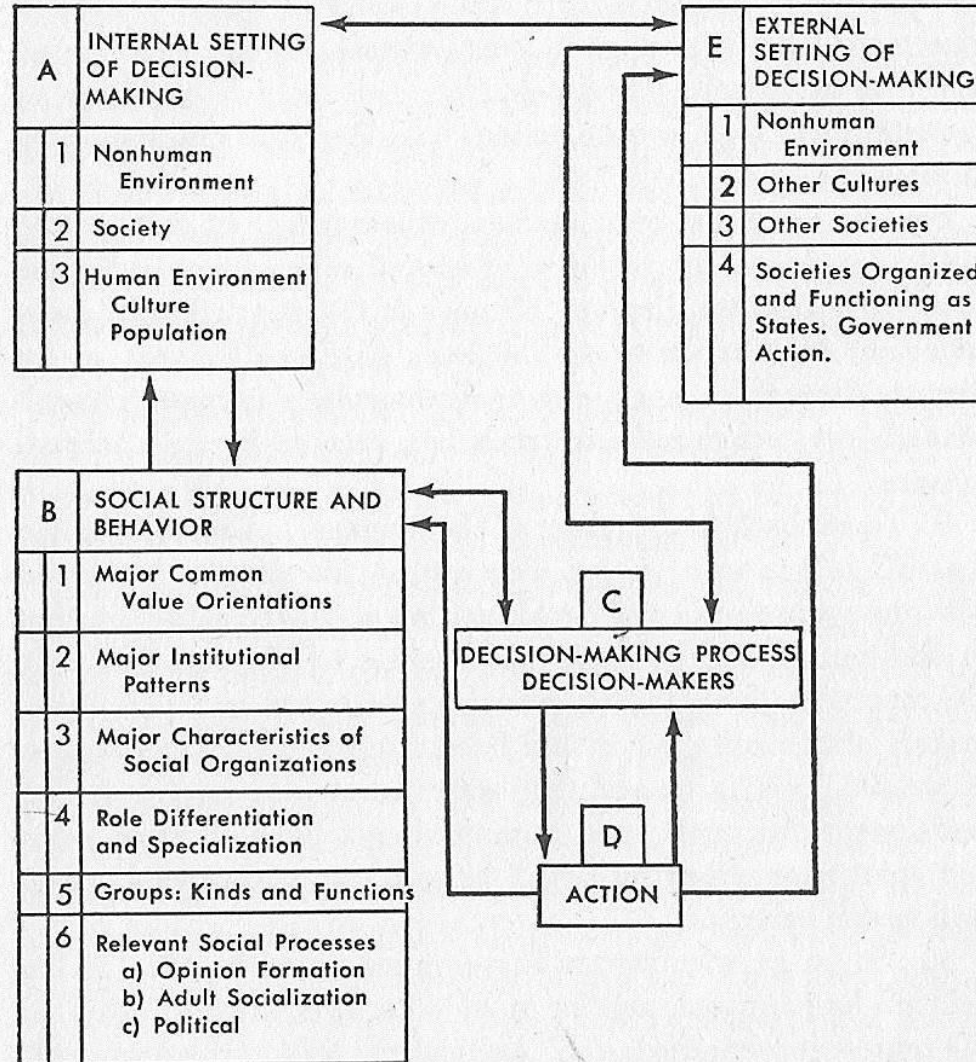 A
INTERNAL SETTING
OF DECISION-
MAKING
1 Nonhuman
Environment
2 Society
3 Human Environment
Culture
Population
E
EXTERNAL
SETTING OF
DECISION-MAKING
1 Nonhuman
Environment
2 Other Cultures
3 Other Societies
4 Societies Organized
and Functioning as
States. Government
Action.
B
SOCIAL STRUCTURE AND
BEHAVIOR
1 Major Common
Value Orientations
2 Major Institutional
Patterns
3 Major Characteristics of
Social Organizations
4 Role Differentiation
and Specialization
5 Groups: Kinds and Functions
6 Relevant Social Processes
a) Opinion Formation
b) Adult Socialization
c) Political
C
DECISION-MAKING PROCESS
DECISION-MAKERS
D
ACTION